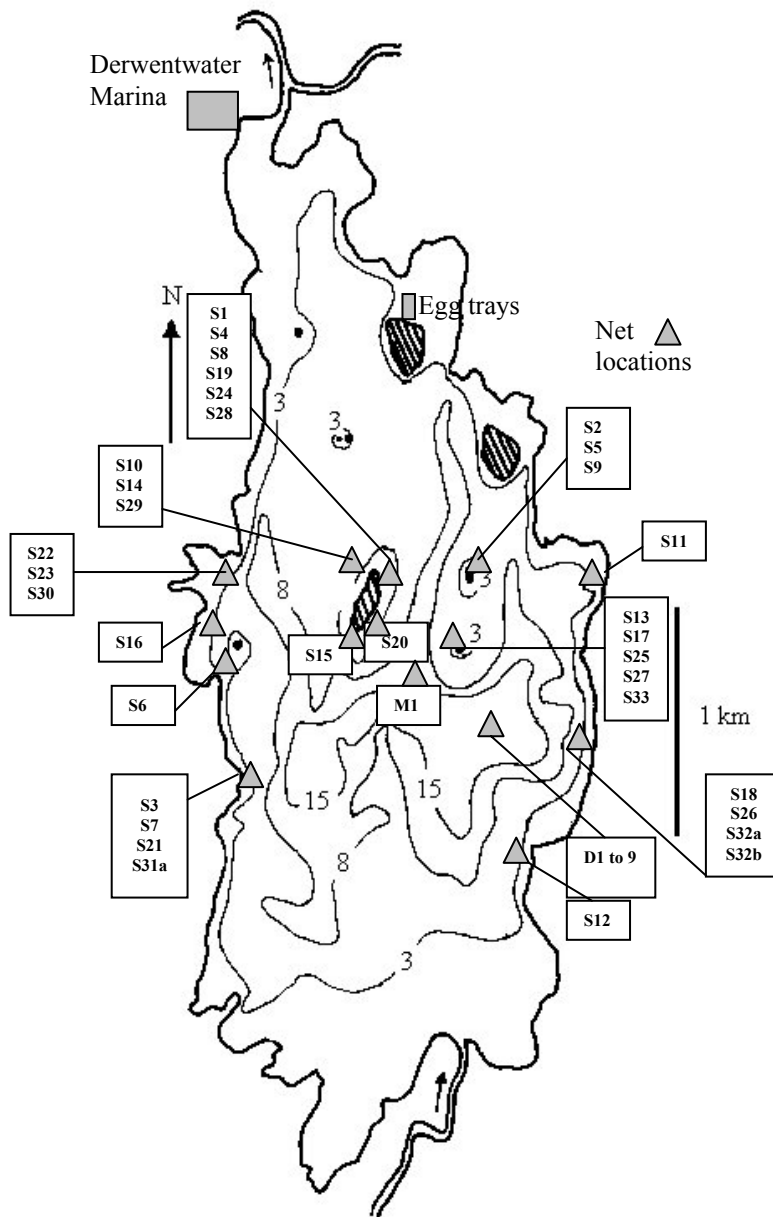 Derwentwater
Marina
N
S1
S4
S8
S19
S24
S28
Egg trays
Net
locations
3
3
S2
S5
S9
S10
S14
S29
S22
S23
S30
8
3
S11
S16
S15
S20
3
S13
S17
S25
S27
S33
S6
M1
1 km
S3
S7
S21
S31a
15
15
S18
S26
S32a
S32b
8
D1 to 9
S12
3